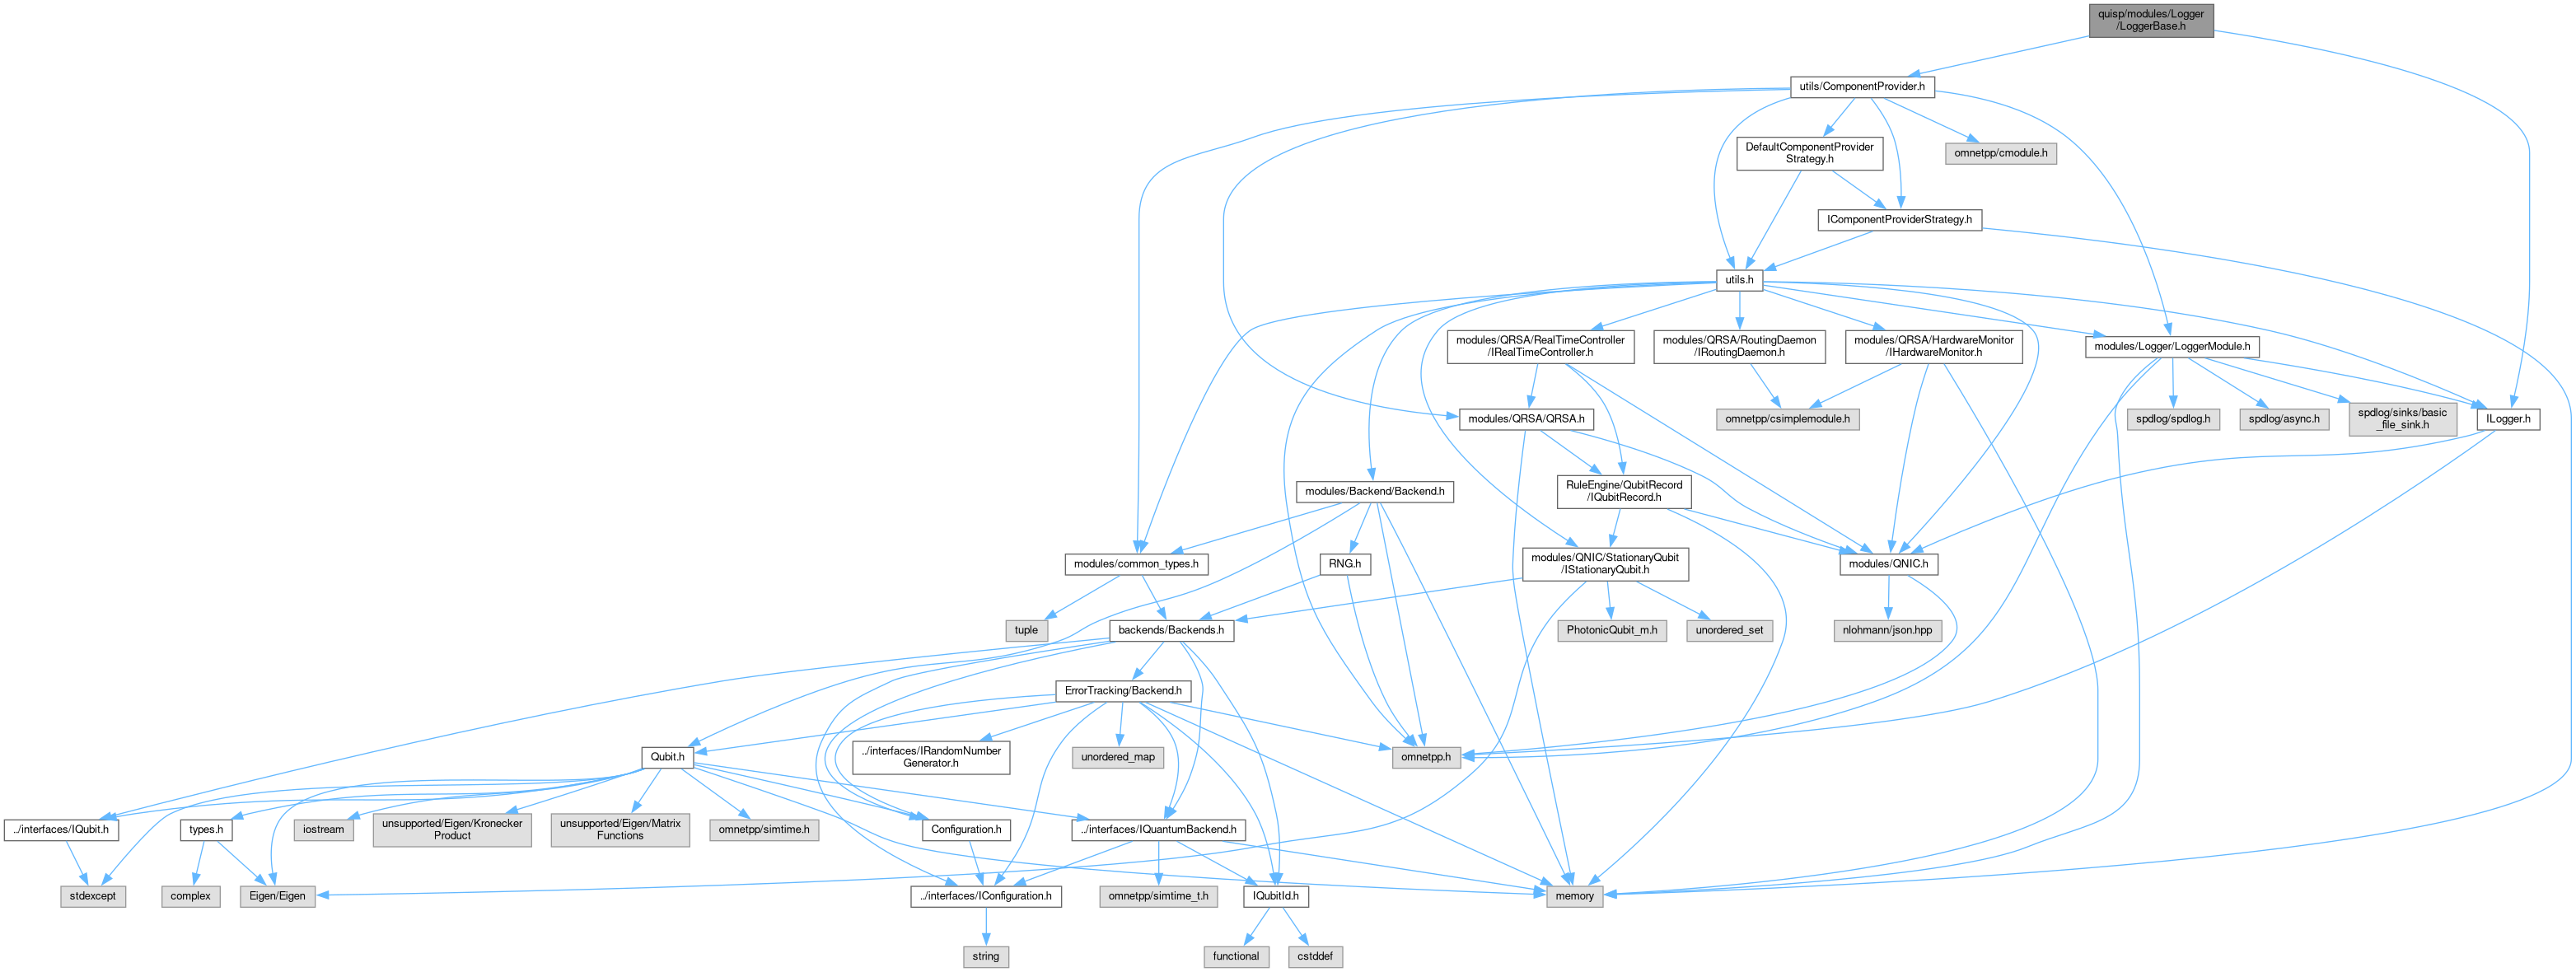 quisp/modules/Logger
/LoggerBase.h
utils/ComponentProvider.h
DefaultComponentProvider
Strategy.h
omnetpp/cmodule.h
IComponentProviderStrategy.h
utils.h
modules/QRSA/RealTimeController
/IRealTimeController.h
modules/QRSA/RoutingDaemon
/IRoutingDaemon.h
modules/QRSA/HardwareMonitor
/IHardwareMonitor.h
modules/Logger/LoggerModule.h
modules/QRSA/QRSA.h
omnetpp/csimplemodule.h
spdlog/spdlog.h
spdlog/async.h
spdlog/sinks/basic
_file_sink.h
ILogger.h
modules/Backend/Backend.h
RuleEngine/QubitRecord
/IQubitRecord.h
modules/common_types.h
RNG.h
modules/QNIC/StationaryQubit
/IStationaryQubit.h
modules/QNIC.h
tuple
backends/Backends.h
PhotonicQubit_m.h
unordered_set
nlohmann/json.hpp
ErrorTracking/Backend.h
Qubit.h
../interfaces/IRandomNumber
Generator.h
unordered_map
omnetpp.h
../interfaces/IQubit.h
types.h
iostream
unsupported/Eigen/Kronecker
Product
unsupported/Eigen/Matrix
Functions
omnetpp/simtime.h
Configuration.h
../interfaces/IQuantumBackend.h
stdexcept
complex
Eigen/Eigen
../interfaces/IConfiguration.h
omnetpp/simtime_t.h
IQubitId.h
memory
string
functional
cstddef